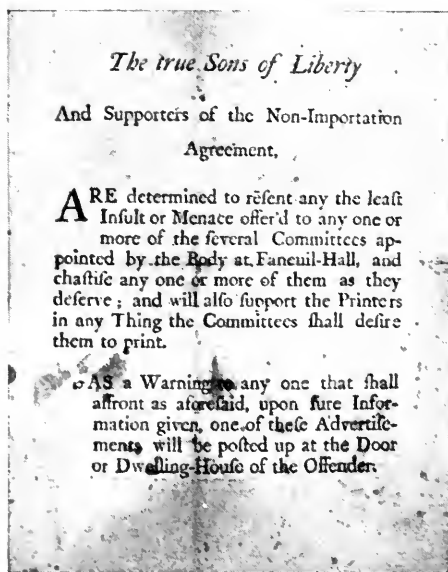 The true Sons of Liberty
And Supporters of the Non-Importation
Agreement,
ARE determined to reſent any the leaſt
Inſult or Menace offer'd to any one or
more of the ſeveral Committees ap-
pointed by the Body at Faneuil-Hall, and
chaſtiſe any one or more of them as they
deſerve; and will alſo ſupport the Printers
in any Thing the Committees ſhall deſire
them to print.
AS a Warning to any one that ſhall
affront as aforeſaid, upon ſure Infor-
mation given, one of theſe Advertiſe-
ments will be poſted up at the Door
or Dwelling-Houſe of the Offender.